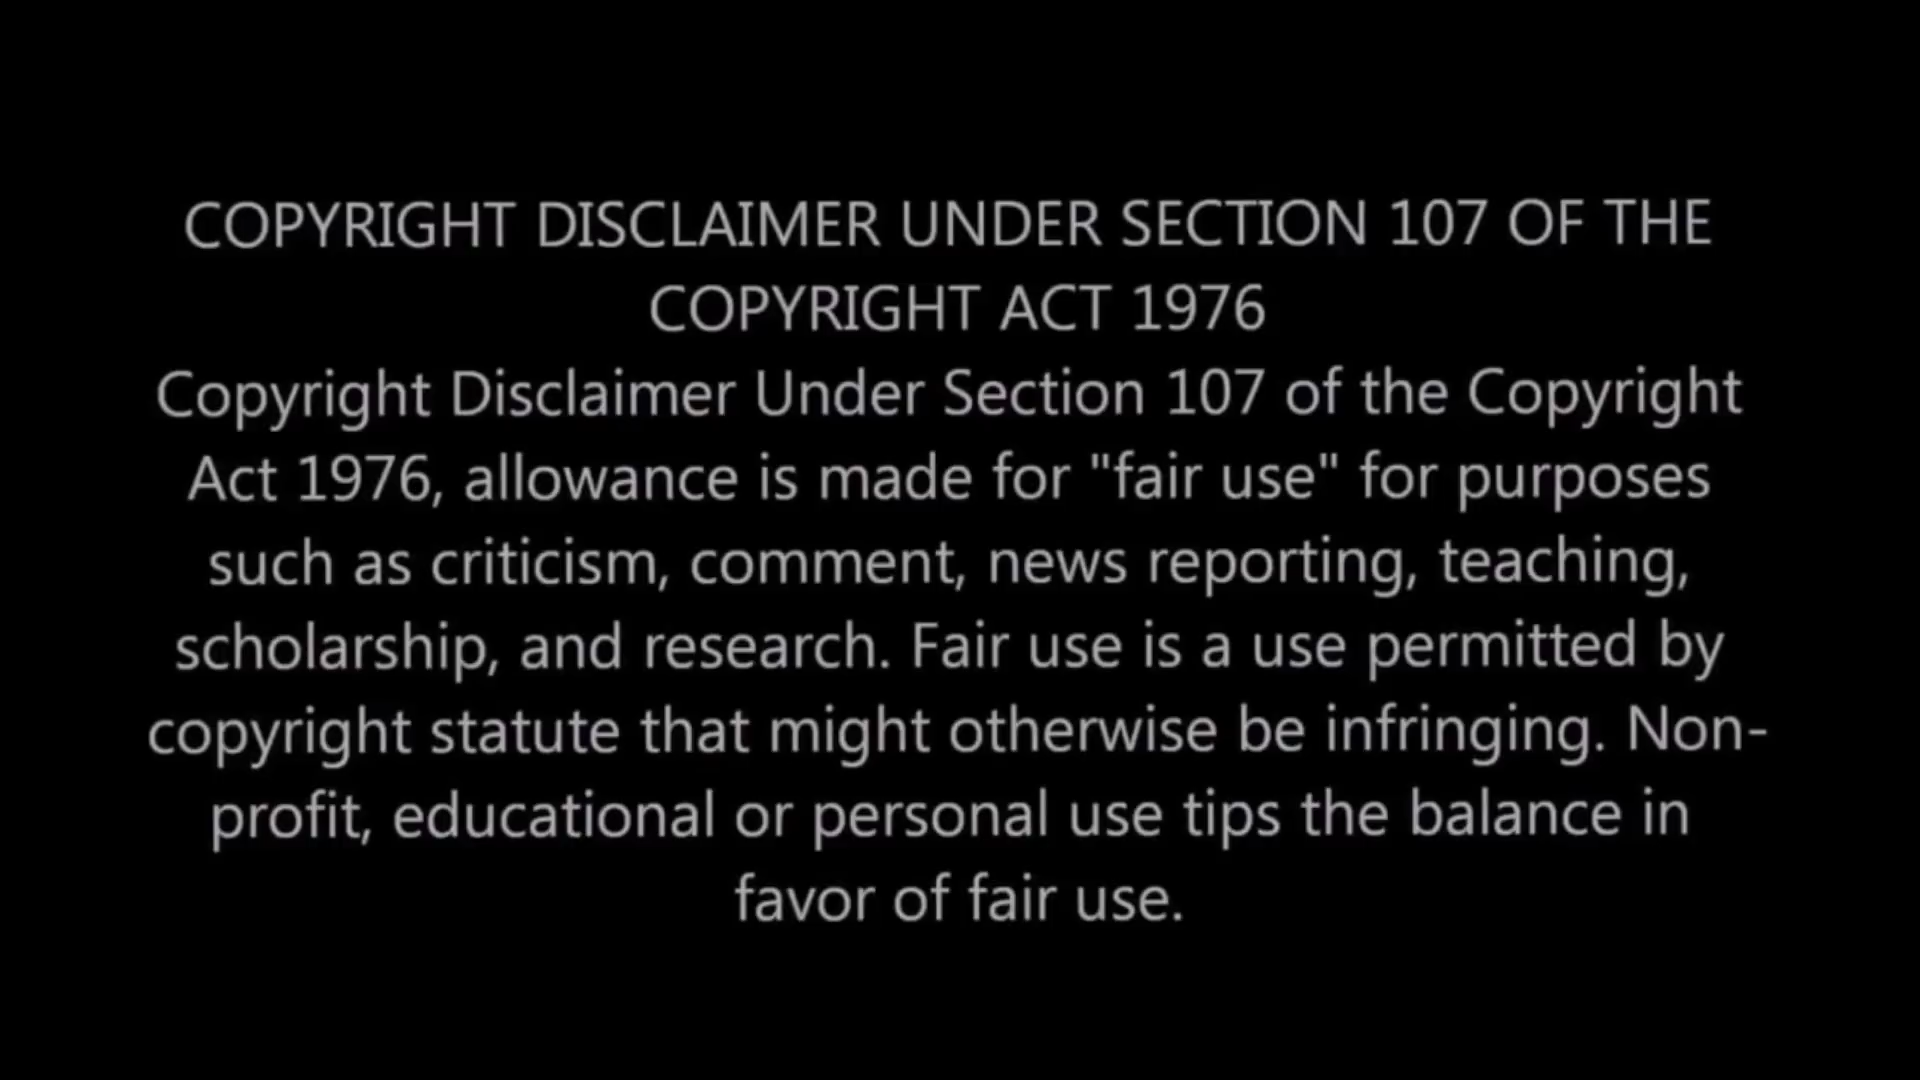 COPYRIGHT DISCLAIMER UNDER SECTION 107 OF THE
COPYRIGHT ACT 1976
Copyright Disclaimer Under Section 107 of the Copyright
Act 1976, allowance is made for "fair use" for purposes
such as criticism, comment, news reporting, teaching,
scholarship, and research. Fair use is a use permitted by
copyright statute that might otherwise be infringing. Non-
profit, educational or personal use tips the balance in
favor of fair use.